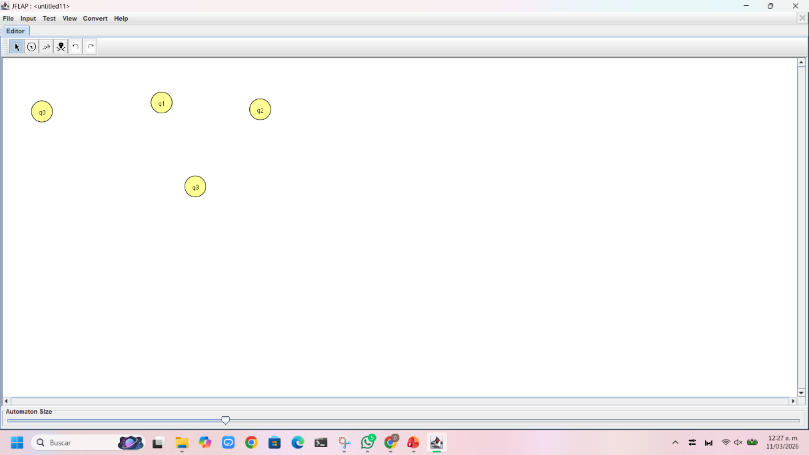 JFLAP : <untitled11>
File Input Test View Convert Help
Editor
q0
q1
q2
q3
Automaton Size
Buscar
12:27 a. m.
11/03/2026